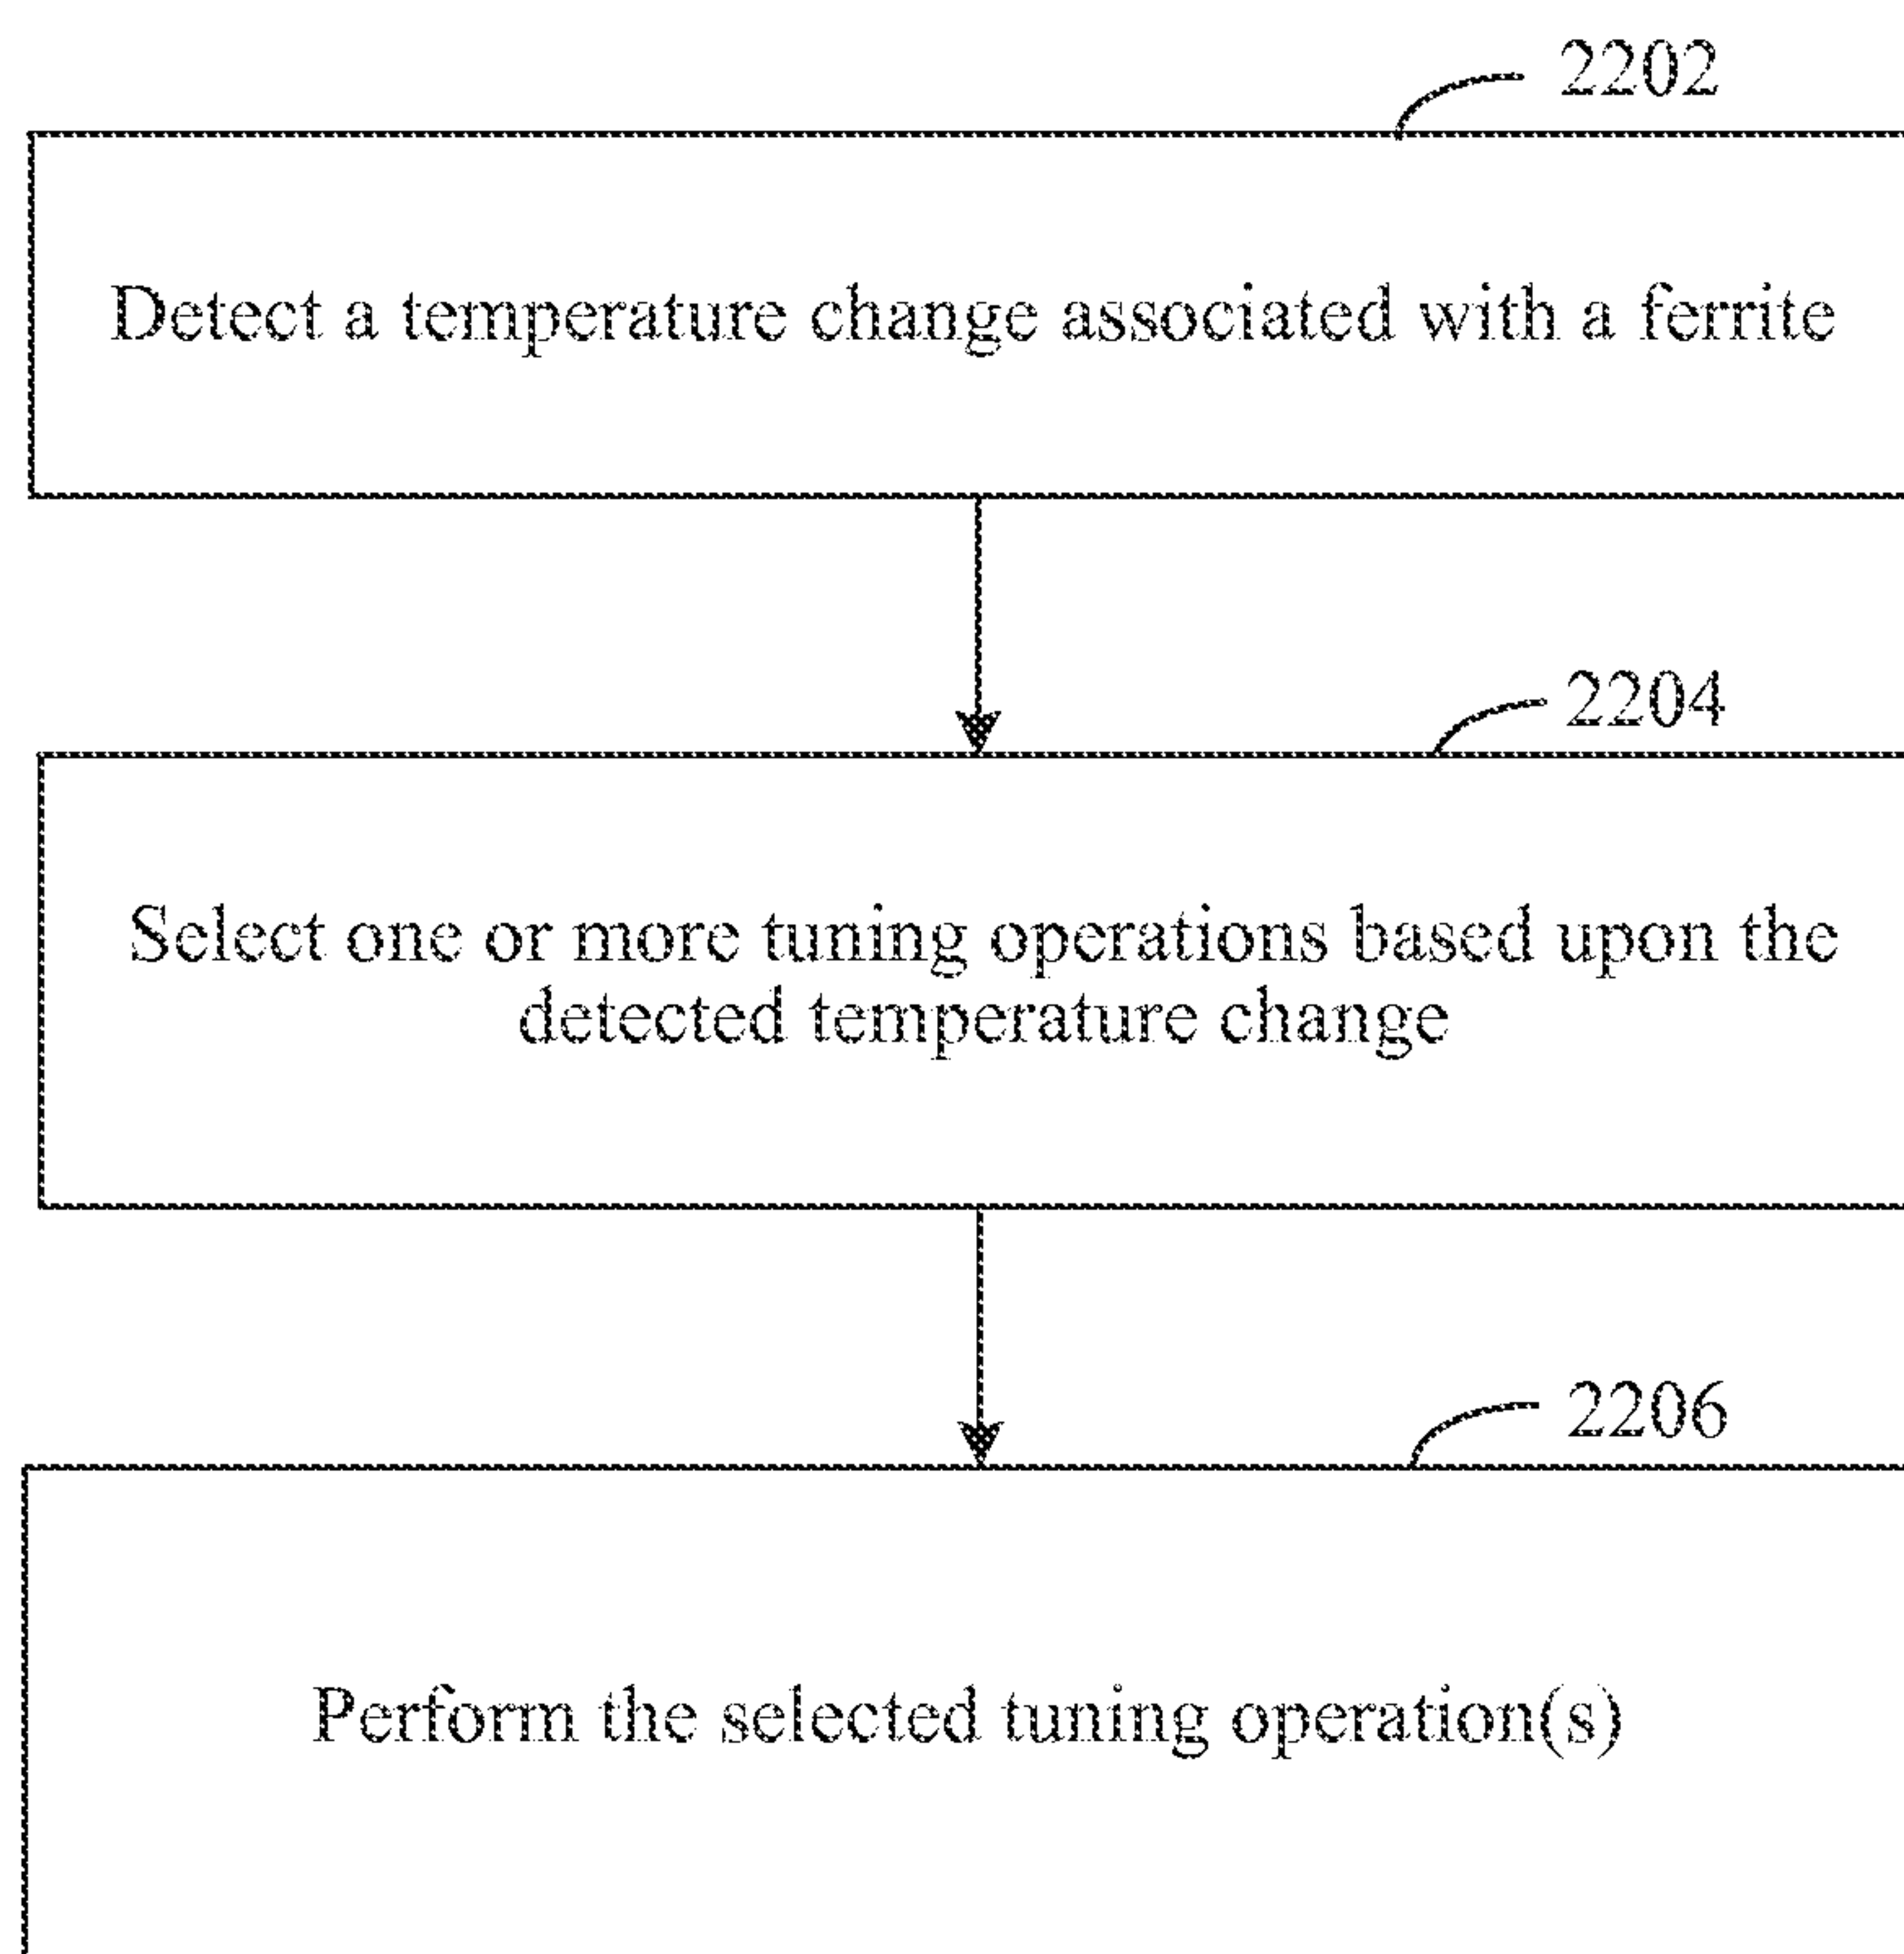 2202
Detect a temperature change associated with a ferrite
2204
Select one or more tuning operations based upon the
detected temperature change
2206
Perform the selected tuning operation(s)